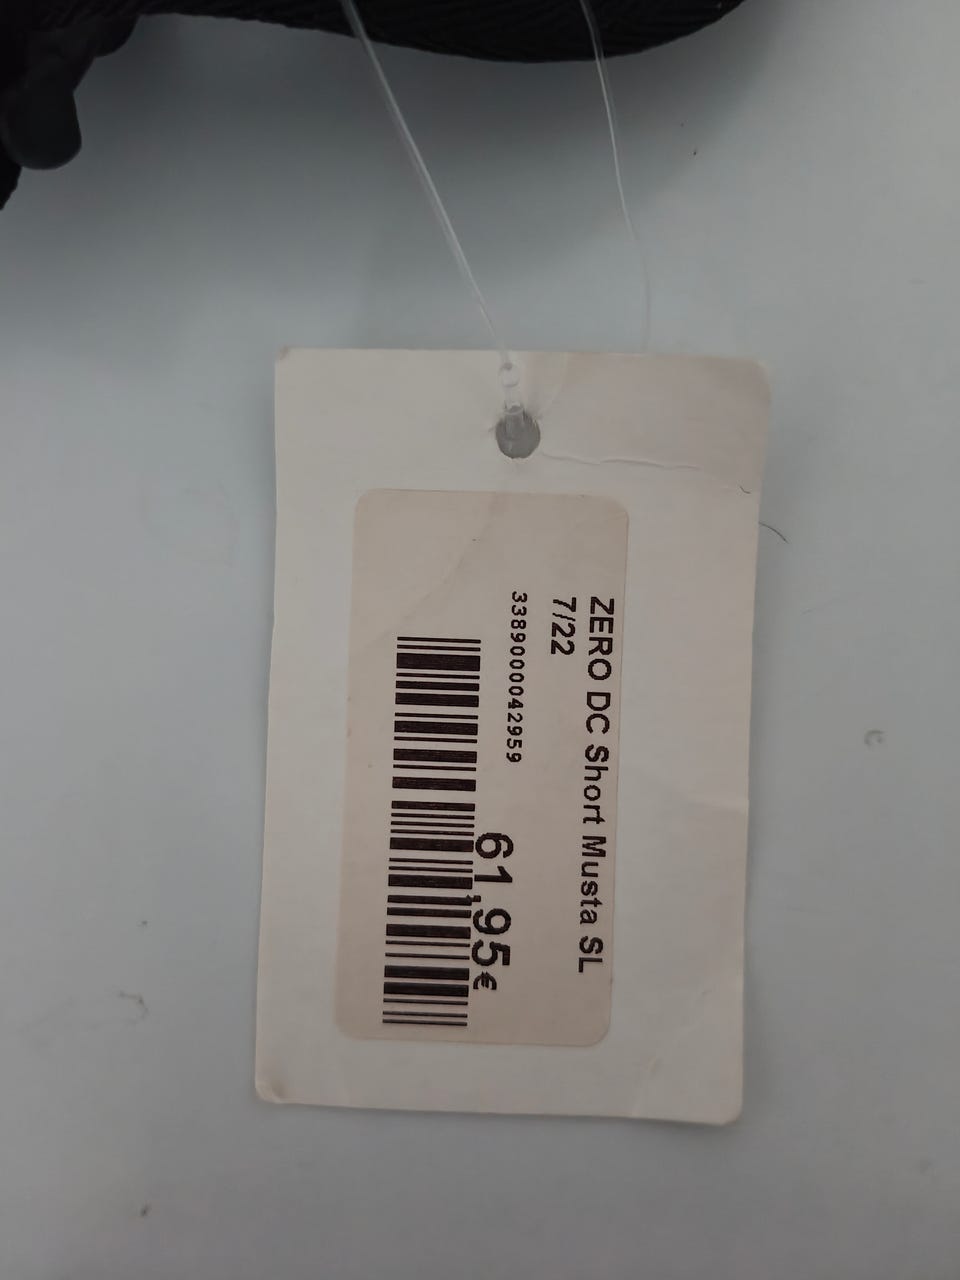 ZERO DC Short Musta SL
7/22
3389000042959
61,95€